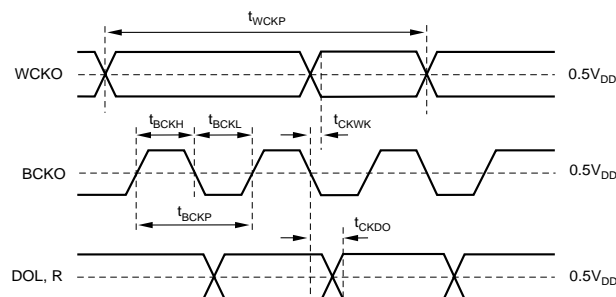 tWCKP
WCKO
0.5VDD
tBCKH
tBCKL
tCKWK
BCKO
0.5VDD
tBCKP
tCKDO
DOL, R
0.5VDD